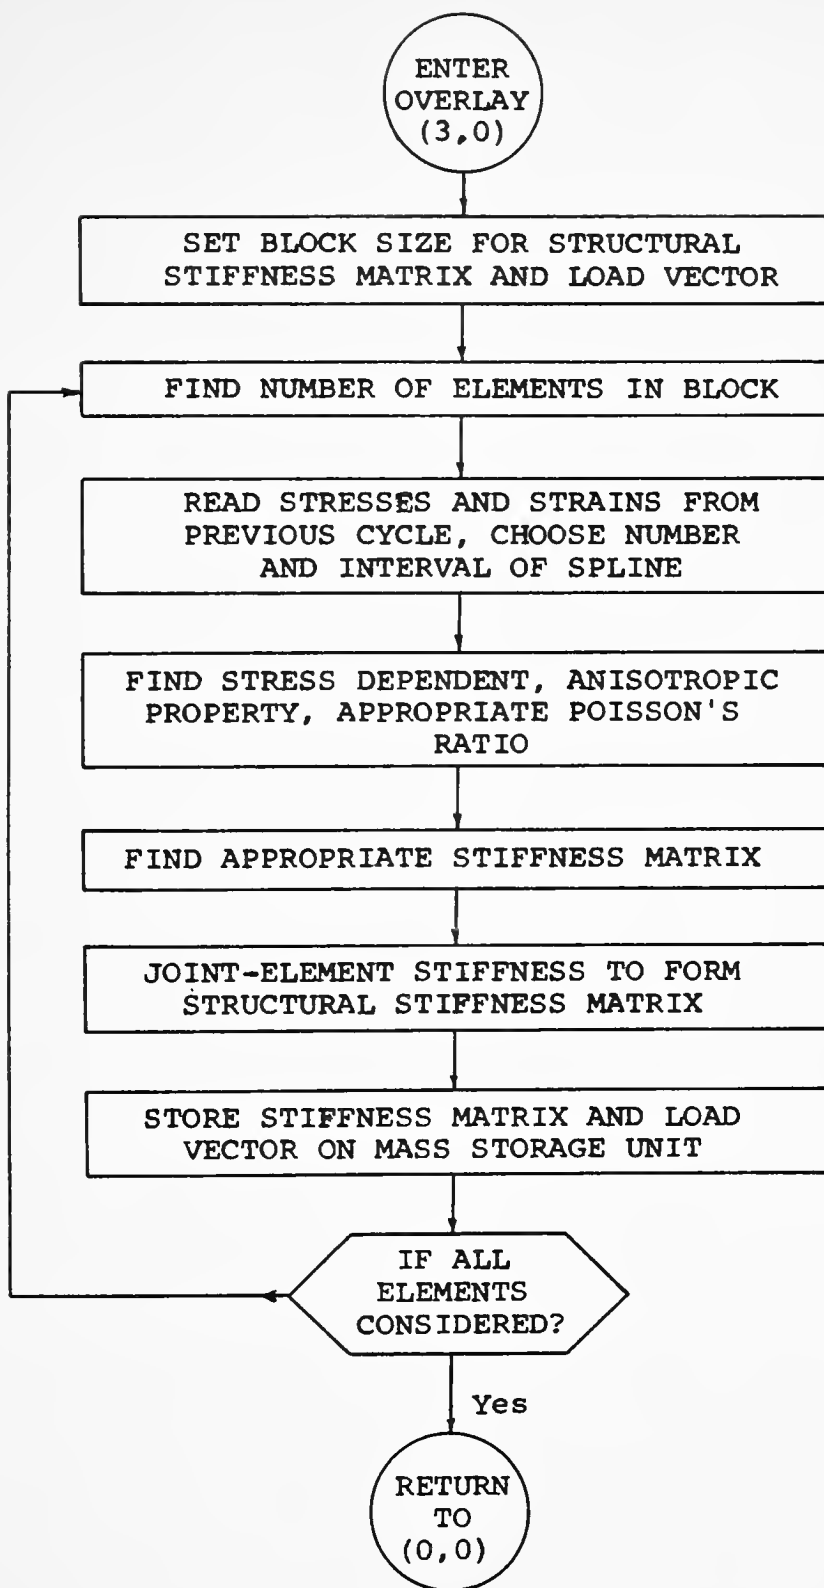 ENTER
OVERLAY
(3,0)
SET BLOCK SIZE FOR STRUCTURAL
STIFFNESS MATRIX AND LOAD VECTOR
FIND NUMBER OF ELEMENTS IN BLOCK
READ STRESSES AND STRAINS FROM
PREVIOUS CYCLE, CHOOSE NUMBER
AND INTERVAL OF SPLINE
FIND STRESS DEPENDENT, ANISOTROPIC
PROPERTY, APPROPRIATE POISSON'S
RATIO
FIND APPROPRIATE STIFFNESS MATRIX
JOINT-ELEMENT STIFFNESS TO FORM
STRUCTURAL STIFFNESS MATRIX
STORE STIFFNESS MATRIX AND LOAD
VECTOR ON MASS STORAGE UNIT
IF ALL
ELEMENTS
CONSIDERED?
Yes
RETURN
TO
(0,0)